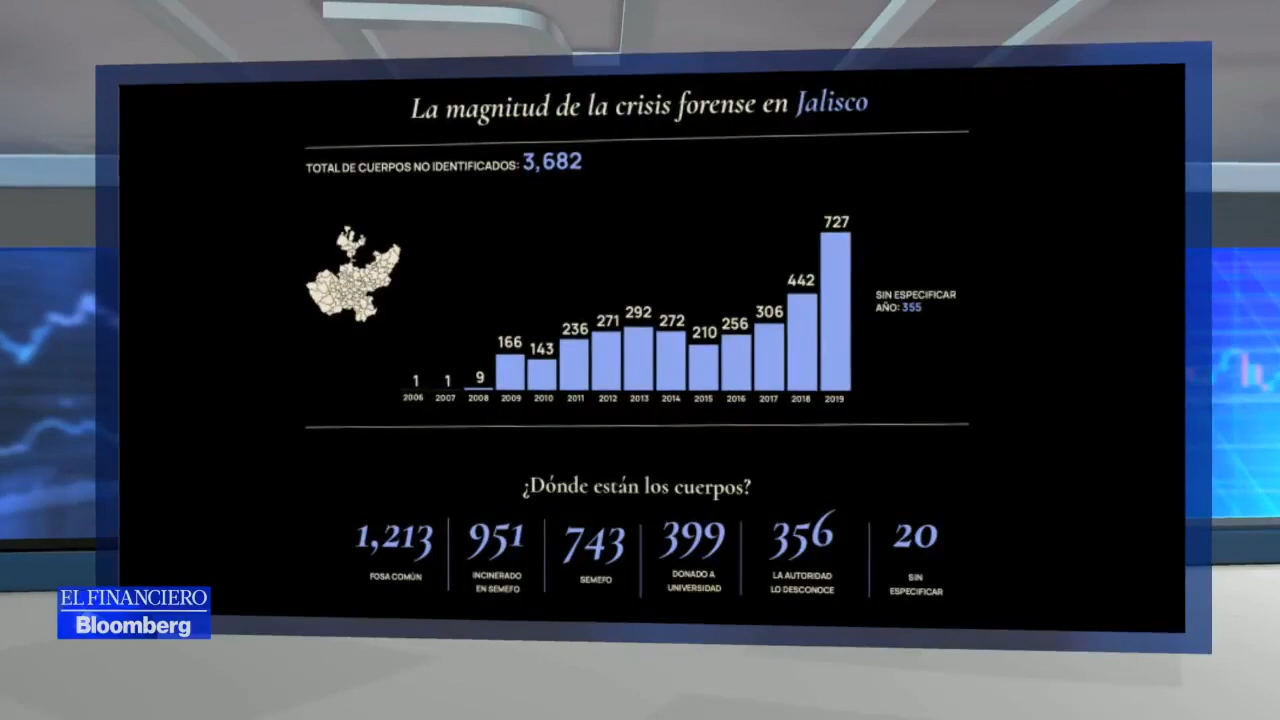 La magnitud de la crisis forense en Jalisco
TOTAL DE CUERPOS NO IDENTIFICADOS: 3,682
727
442
306
292
271 272
256
236
210
166
143
9
1 1
SIN ESPECIFICAR
AÑO: 355
2006 2007 2008 2009 2010 2011 2012 2013 2014 2015 2016 2017 2018 2019
¿Dónde están los cuerpos?
1,213 951 743 399 356 20
FOSA COMÚN
INCINERADO
EN SEMEFO
SEMEFO
DONADO A
UNIVERSIDAD
LA AUTORIDAD
LO DESCONOCE
SIN
ESPECIFICAR
EL FINANCIERO
Bloomberg